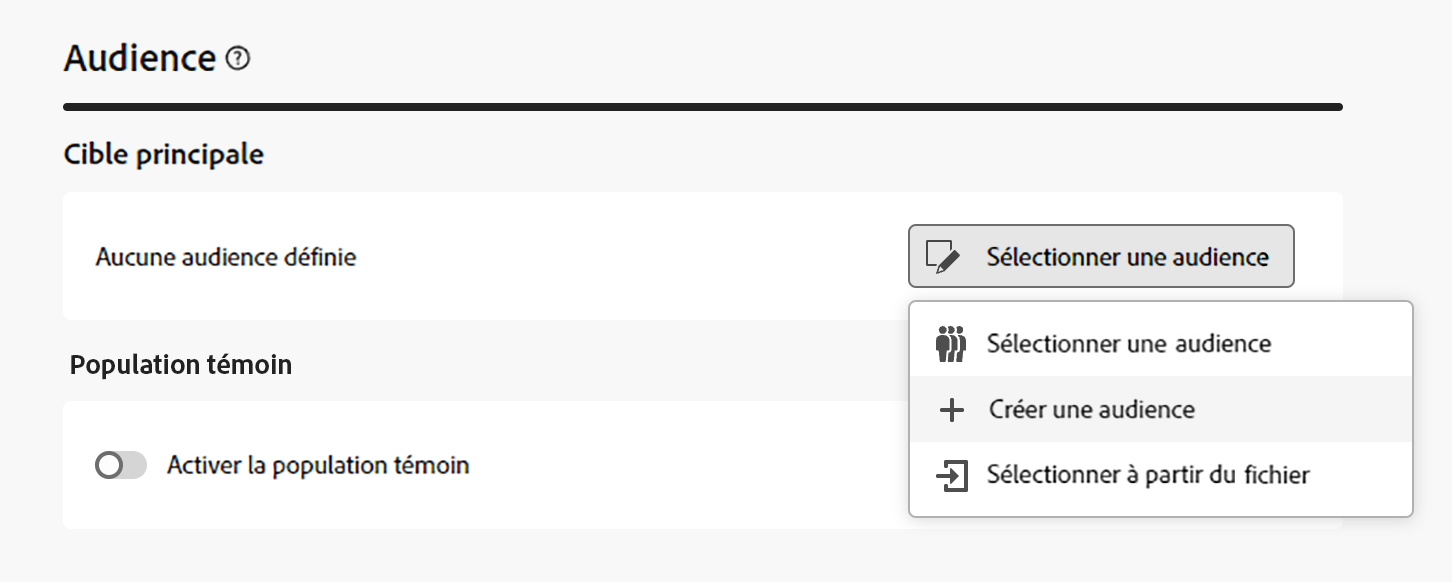 Audience
Cible principale
Aucune audience définie
Sélectionner une audience
Sélectionner une audience
Créer une audience
Sélectionner à partir du fichier
Population témoin
Activer la population témoin